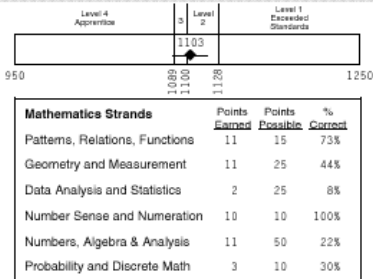 Level 4
Apprentice
3
Level
2
Level 1
Exceeded
Standards
1103
950
1089
1100
1128
1250
Mathematics Strands Points Earned Points Possible % Correct
Patterns, Relations, Functions 11 15 73%
Geometry and Measurement 11 25 44%
Data Analysis and Statistics 2 25 8%
Number Sense and Numeration 10 10 100%
Numbers, Algebra & Analysis 11 50 22%
Probability and Discrete Math 3 10 30%